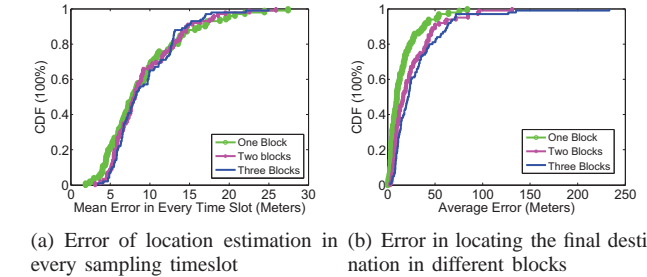 CDF (100%)
1
0.8
0.6
0.4
0.2
0
One Block
Two blocks
Three Blocks
0 5 10 15 20 25 30
Mean Error in Every Time Slot (Meters)
(a) Error of location estimation in
every sampling timeslot
CDF (100%)
1
0.8
0.6
0.4
0.2
0
One Block
Two Blocks
Three Blocks
0 50 100 150 200 250
Average Error (Meters)
(b) Error in locating the final desti
nation in different blocks